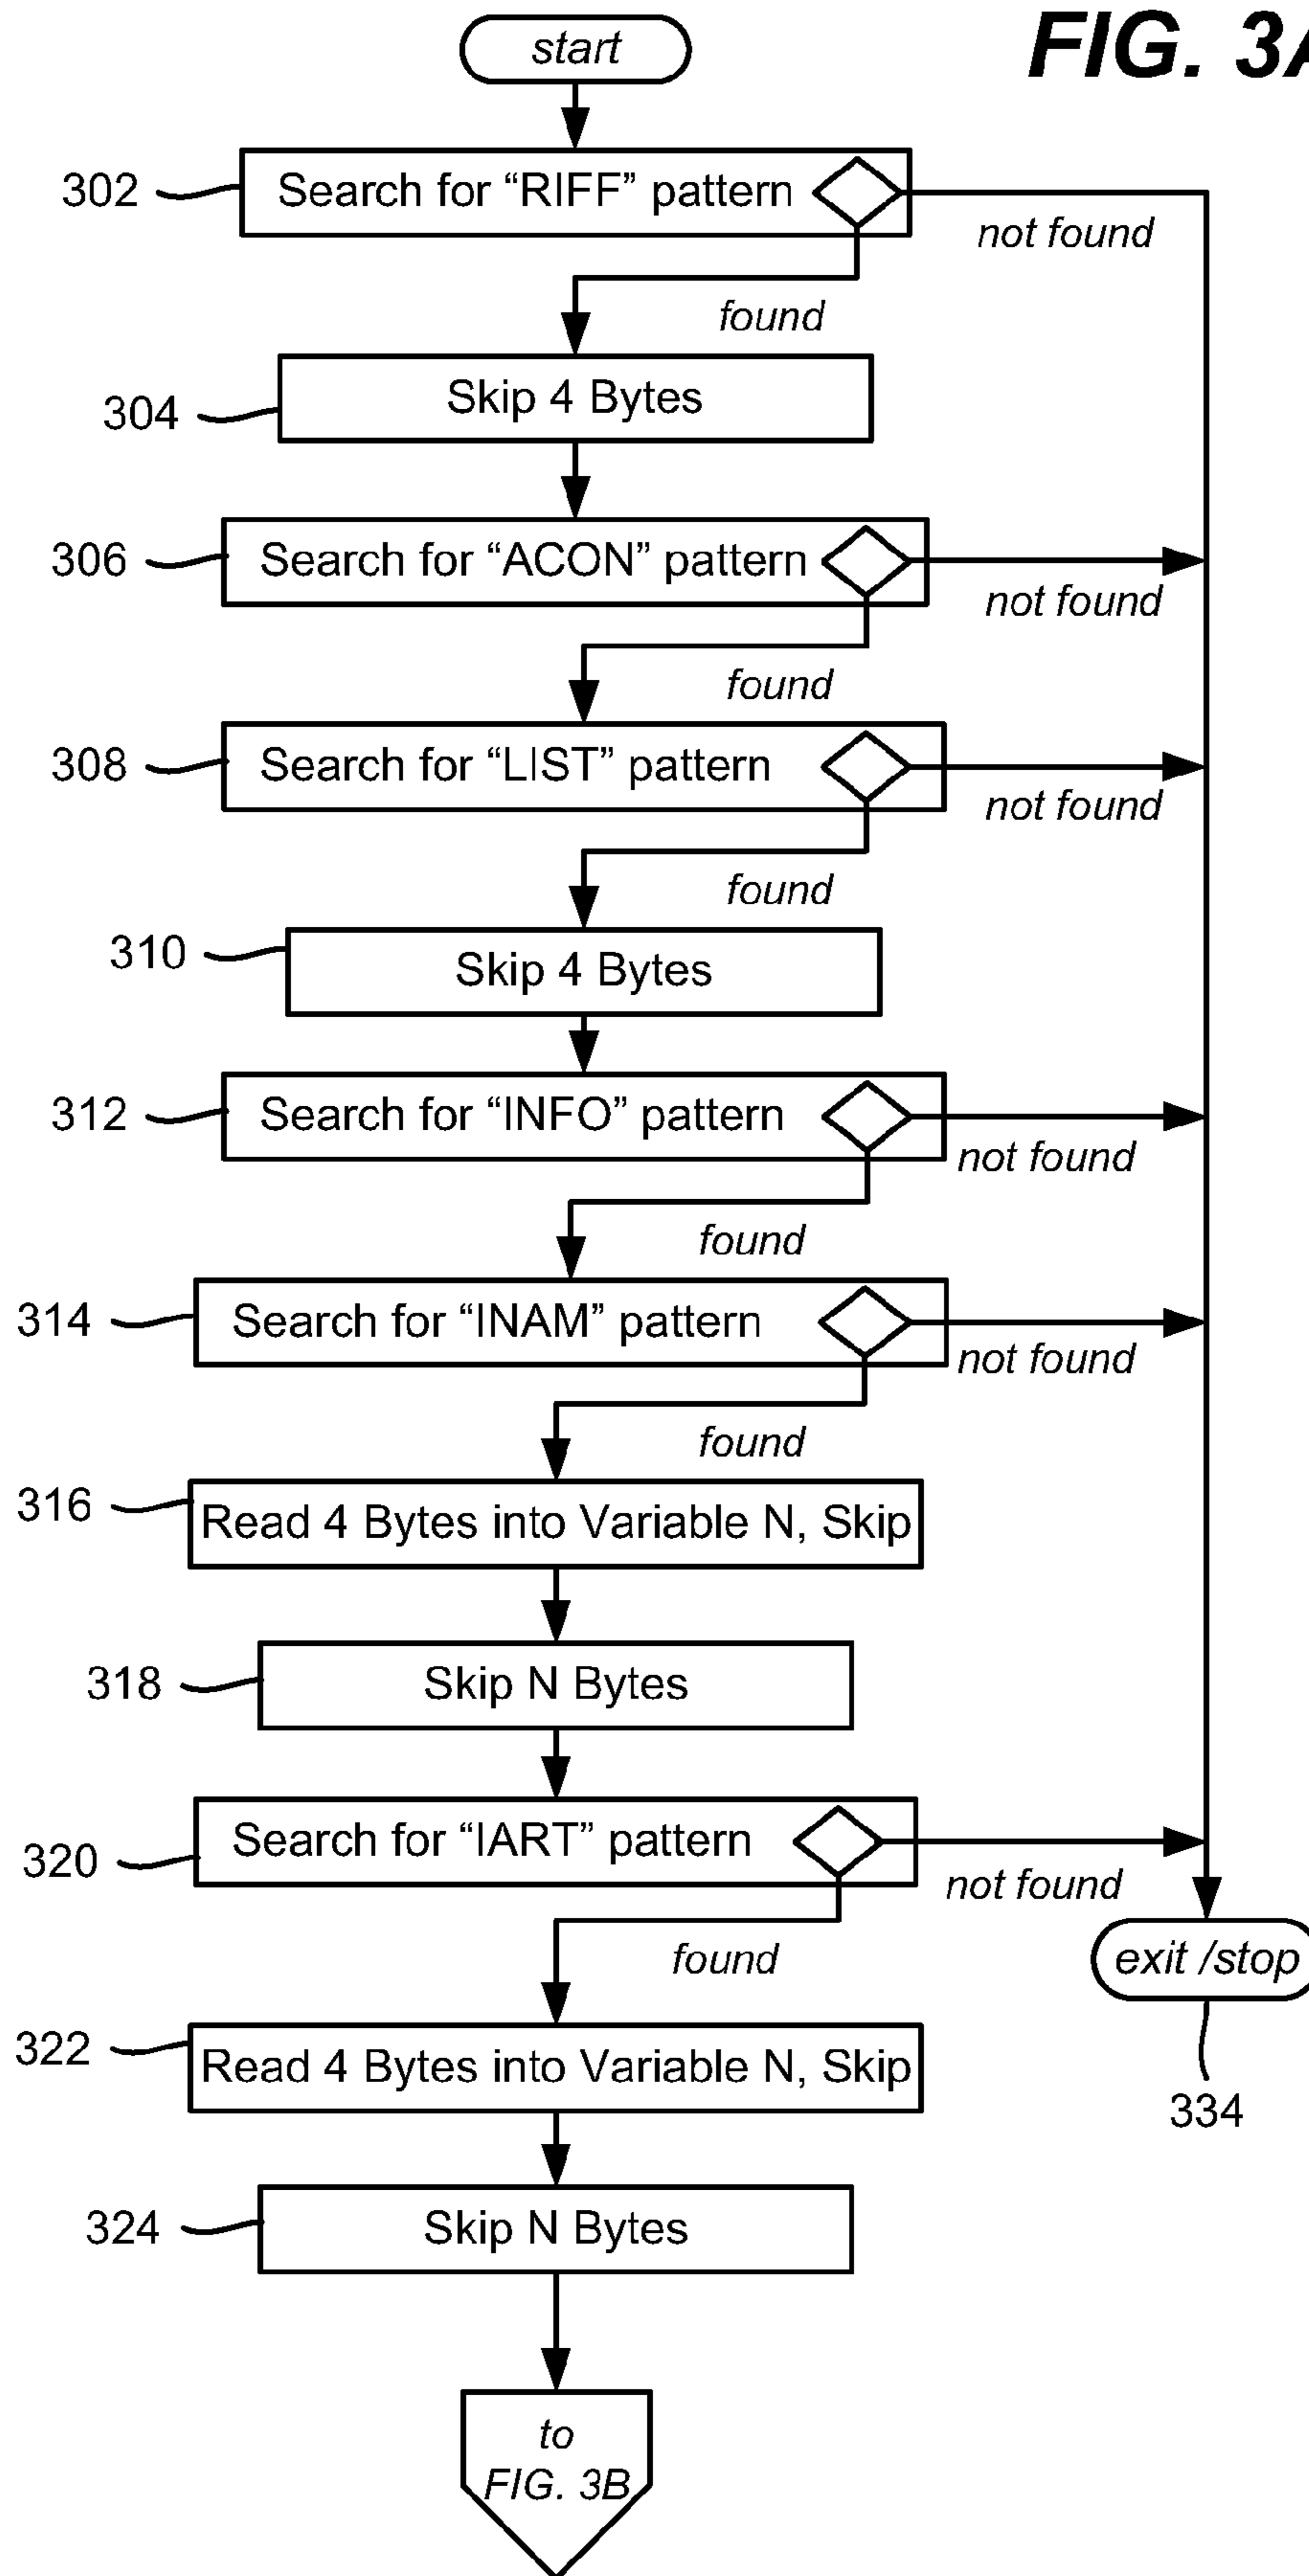 start
FIG. 3A
302
Search for “RIFF” pattern
not found
found
304
Skip 4 Bytes
306
Search for “ACON” pattern
not found
found
308
Search for “LIST” pattern
not found
found
310
Skip 4 Bytes
312
Search for “INFO” pattern
not found
found
314
Search for “INAM” pattern
not found
found
316
Read 4 Bytes into Variable N, Skip
318
Skip N Bytes
320
Search for “IART” pattern
not found
found
exit /stop
322
Read 4 Bytes into Variable N, Skip
334
324
Skip N Bytes
to
FIG. 3B